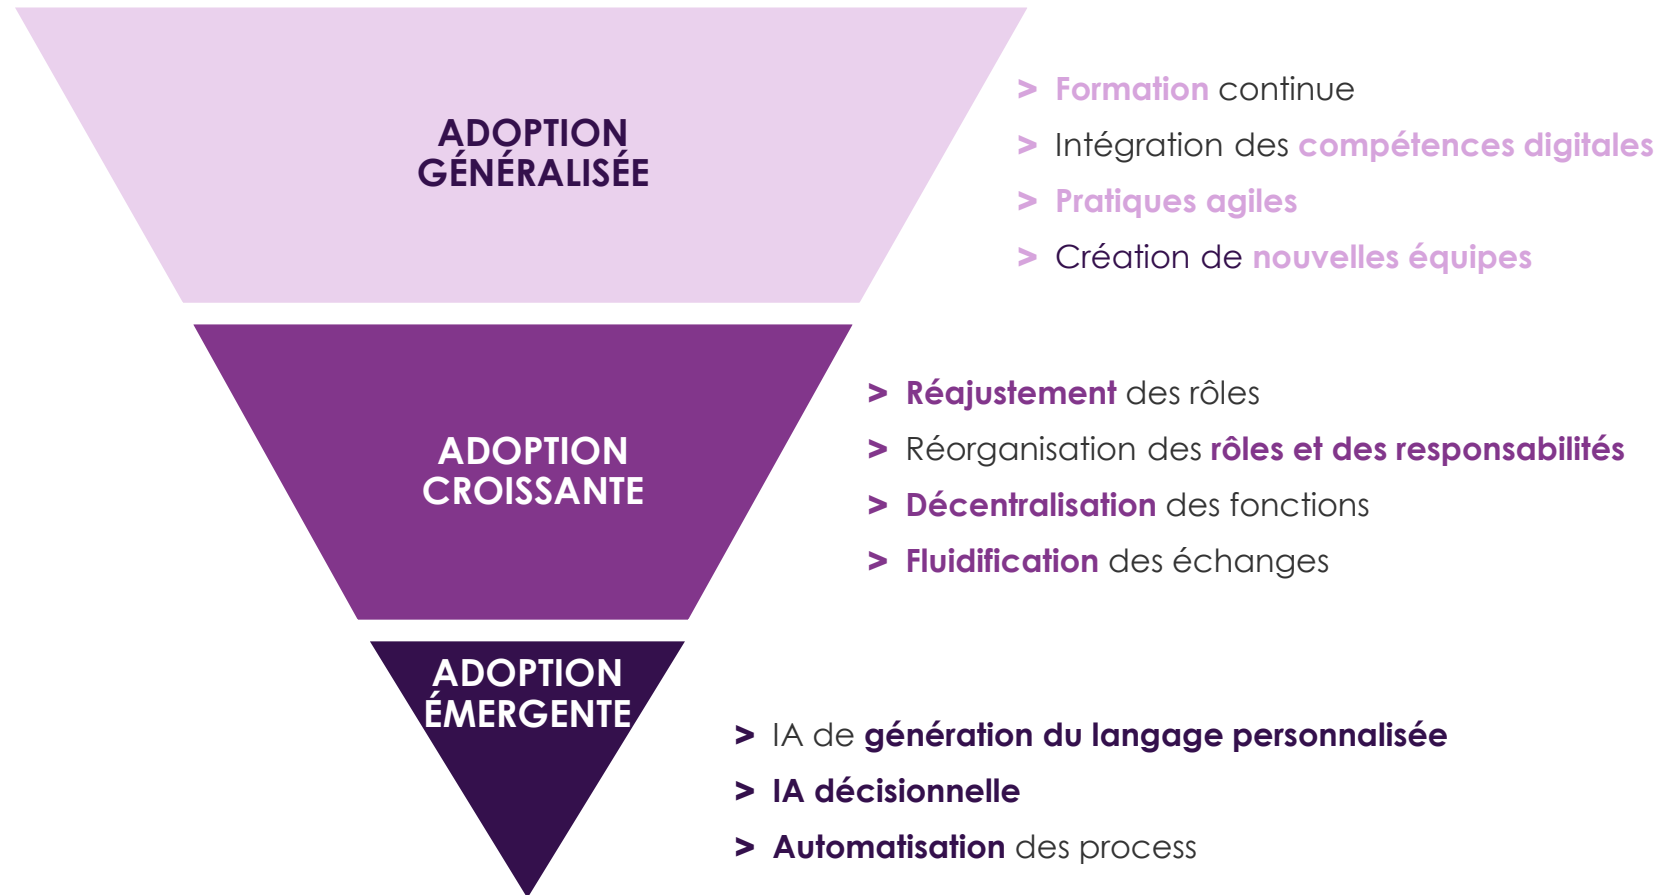 ADOPTION
GÉNÉRALISÉE
> Formation continue
> Intégration des compétences digitales
> Pratiques agiles
> Création de nouvelles équipes
ADOPTION
CROISSANTE
> Réajustement des rôles
> Réorganisation des rôles et des responsabilités
> Décentralisation des fonctions
> Fluidification des échanges
ADOPTION
ÉMERGENTE
> IA de génération du langage personnalisée
> IA décisionnelle
> Automatisation des process